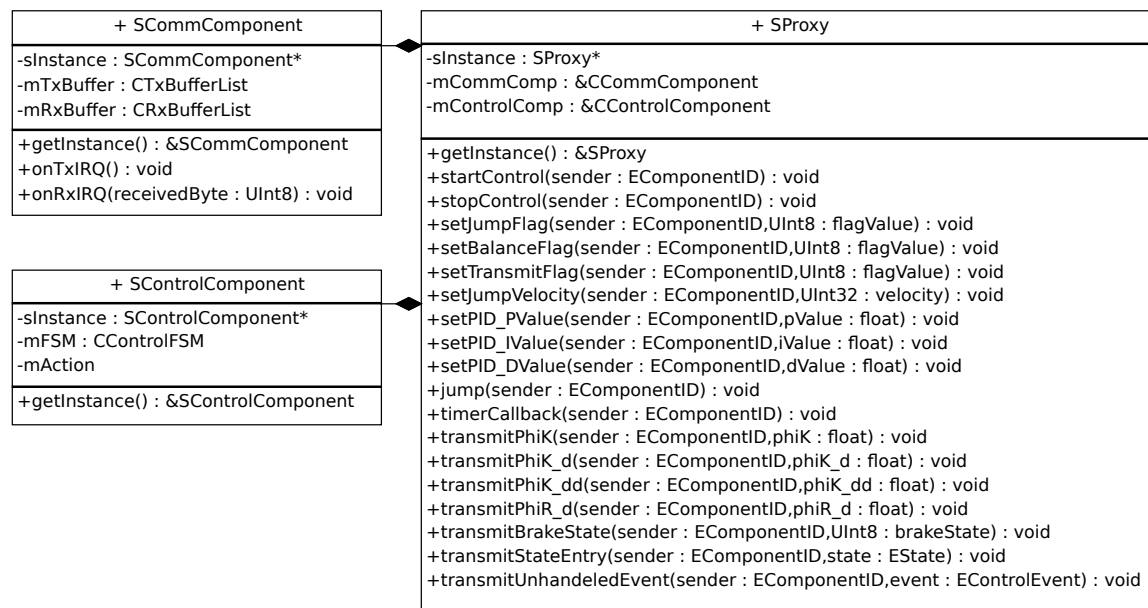 + SCommComponent
-sInstance : SCommComponent*
-mTxBuffer : CTxBufferList
-mRxBuffer : CRxBufferList
+getInstance() : &SCommComponent
+onTxIRQ() : void
+onRxIRQ(receivedByte : UInt8) : void
+ SControlComponent
-sInstance : SControlComponent*
-mFSM : CControlFSM
-mAction
+getInstance() : &SControlComponent
+ SProxy
-sInstance : SProxy*
-mCommComp : &CCommComponent
-mControlComp : &CControlComponent
+getInstance() : &SProxy
+startControl(sender : EComponentID) : void
+stopControl(sender : EComponentID) : void
+setJumpFlag(sender : EComponentID,UInt8 : flagValue) : void
+setBalanceFlag(sender : EComponentID,UInt8 : flagValue) : void
+setTransmitFlag(sender : EComponentID,UInt8 : flagValue) : void
+setJumpVelocity(sender : EComponentID,UInt32 : velocity) : void
+setPID_PValue(sender : EComponentID,pValue : float) : void
+setPID_IValue(sender : EComponentID,iValue : float) : void
+setPID_DValue(sender : EComponentID,dValue : float) : void
+jump(sender : EComponentID) : void
+timerCallback(sender : EComponentID) : void
+transmitPhiK(sender : EComponentID,phiK : float) : void
+transmitPhiK_d(sender : EComponentID,phiK_d : float) : void
+transmitPhiK_dd(sender : EComponentID,phiK_dd : float) : void
+transmitPhiR_d(sender : EComponentID,phiR_d : float) : void
+transmitBrakeState(sender : EComponentID,UInt8 : brakeState) : void
+transmitStateEntry(sender : EComponentID,state : EState) : void
+transmitUnhandeledEvent(sender : EComponentID,event : EControlEvent) : void